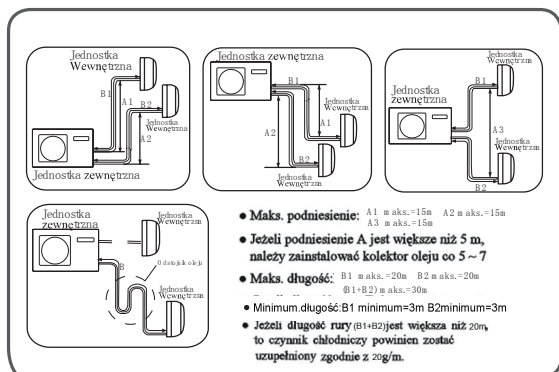 Jednostka
Wewnętrzna
B1
A1
B2
Jednostka
Wewnętrzna
A2
Jednostka zewnętrzna
Jednostka zewnętrzna
B1
A1
A2
Jednostka
Wewnętrzna
B2
Jednostka
Wewnętrzna
Jednostka
Wewnętrzna
B1
Jednostka
zewnętrzna
A3
Jednostka
Wewnętrzna
B2
Jednostka
zewnętrzna
Jednostka
Wewnętrzna
B
Odstojnik oleju
Jednostka
Wewnętrzna
● Maks. podniesienie: A1 maks.=15m A2 maks.=15m
A3 maks.=15m
● Jeżeli podniesienie A jest większe niż 5 m,
należy zainstalować kolektor oleju co 5~7
● Maks. długość: B1 maks.=20m B2 maks.=20m
(B1+B2) maks.=30m
● Minimum.długość:B1 minimum=3m B2minimum=3m
● Jeżeli długość rury (B1+B2)jest większa niż 20m,
to czynnik chłodniczy powinien zostać
uzupełniony zgodnie z 20g/m.